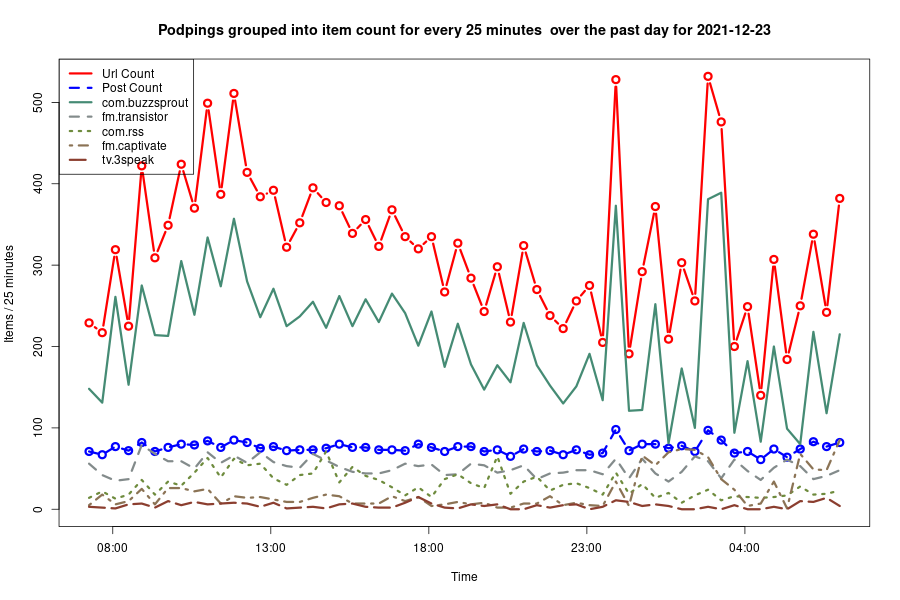 Podpings grouped into item count for every 25 minutes  over the past day for 2021-12-23
Url Count
Post Count
com.buzzsprout
fm.transistor
com.rss
fm.captivate
tv.3speak
Items / 25 minutes
500
400
300
200
100
0
08:00
13:00
18:00
23:00
04:00
Time